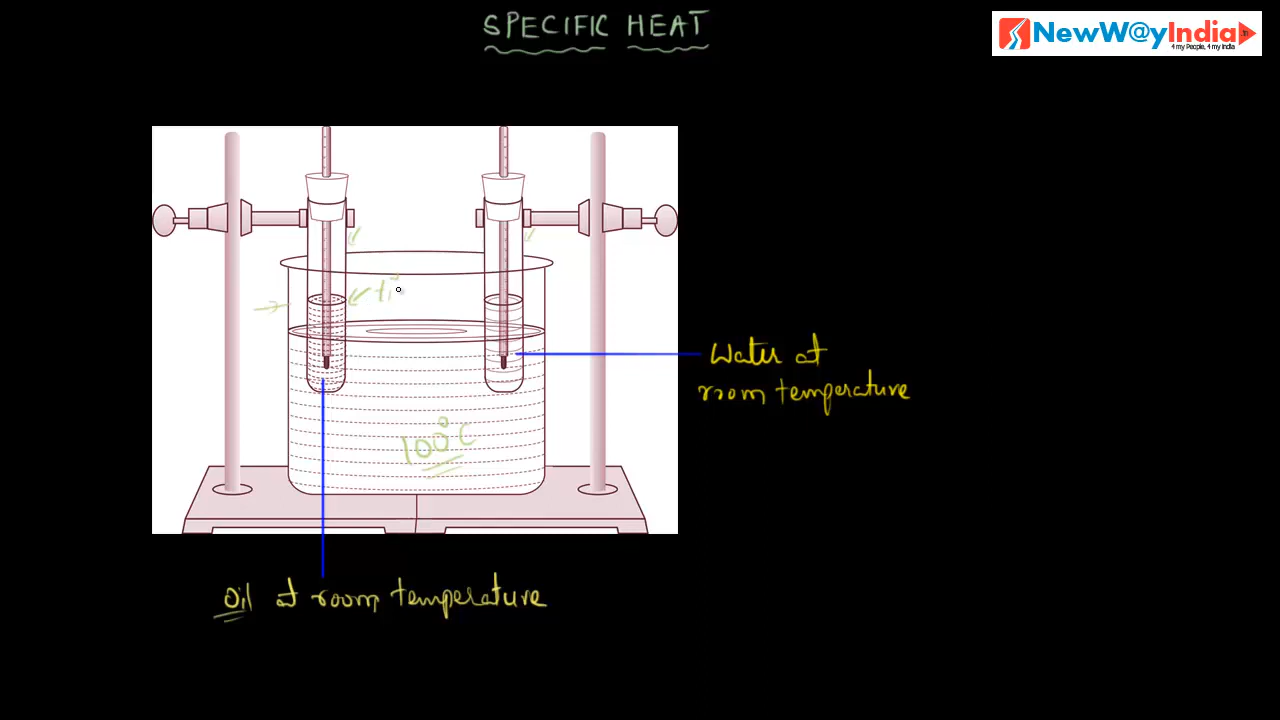 SPECIFIC HEAT
NewW@yIndia
.in
4 my People, 4 my India
100°C
Water at
room temperature
Oil at room temperature